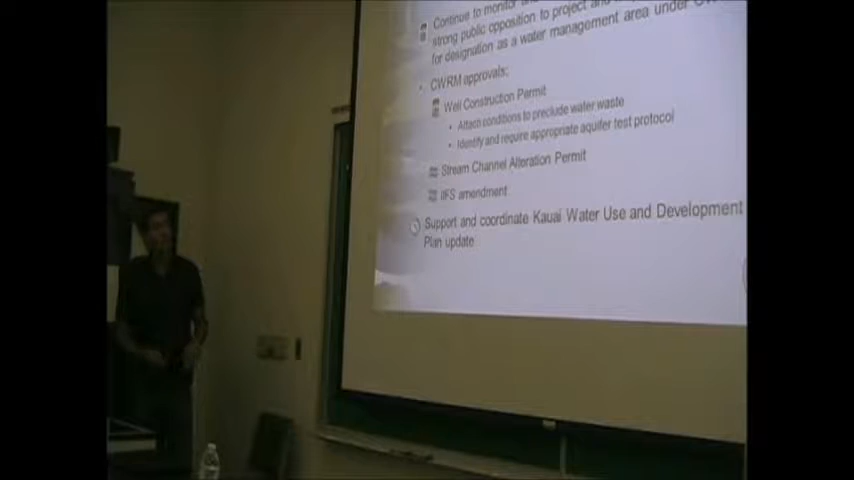 Continue to monitor
strong public opposition to project and
for designation as a water management area under
• CWRM approvals:
Well Construction Permit
• Attach conditions to preclude water waste
• Identify and require appropriate aquifer test protocol
Stream Channel Alteration Permit
IIFS amendment
Support and coordinate Kauai Water Use and Development
Plan update